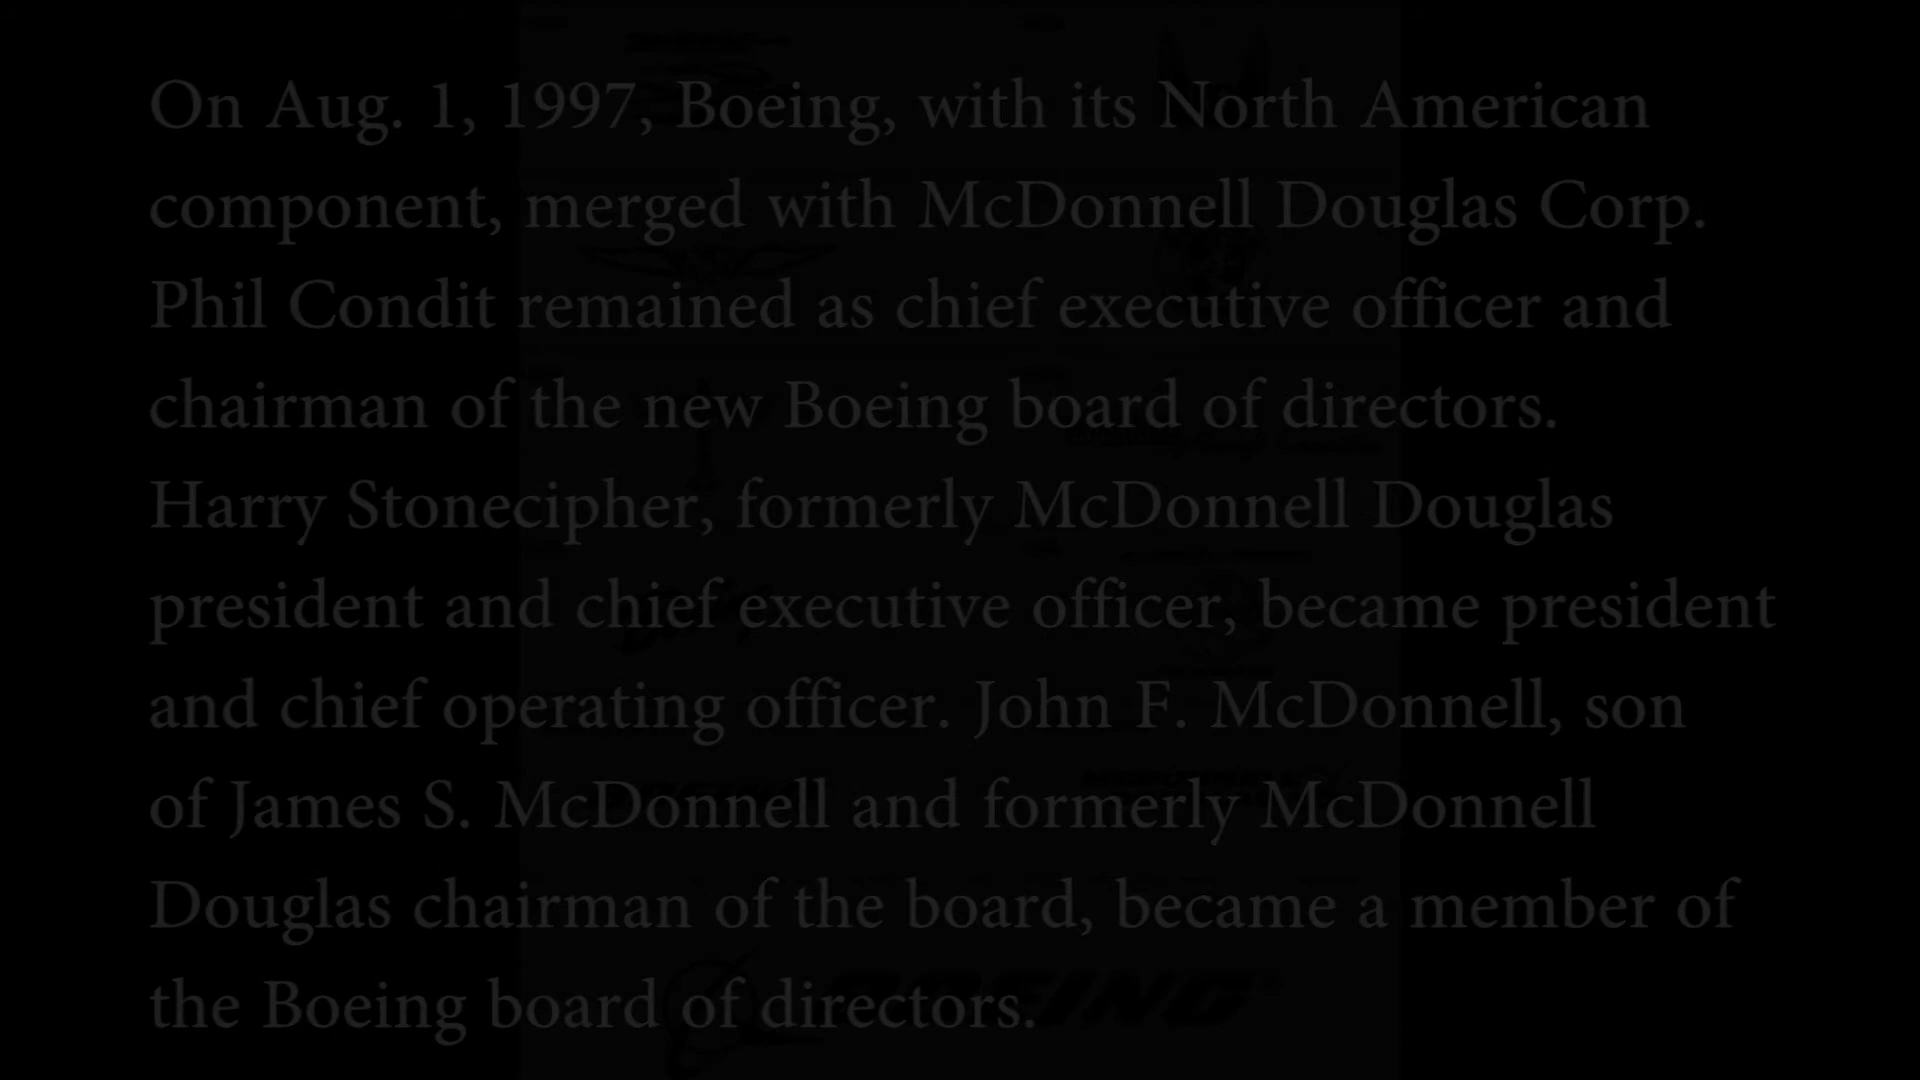 On Aug. 1, 1997, Boeing, with its North American
component, merged with McDonnell Douglas Corp.
Phil Condit remained as chief executive officer and
chairman of the new Boeing board of directors.
Harry Stonecipher, formerly McDonnell Douglas
president and chief executive officer, became president
and chief operating officer. John F. McDonnell, son
of James S. McDonnell and formerly McDonnell
Douglas chairman of the board, became a member of
the Boeing board of directors.
BOEING